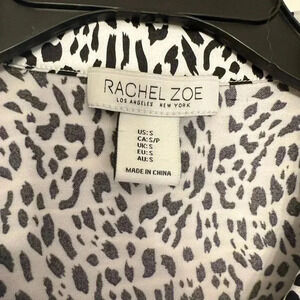 RACHEL ZOE
LOS ANGELES NEW YORK
US: S
CA: S/P
UK: S
EU: S
AU: S
MADE IN CHINA